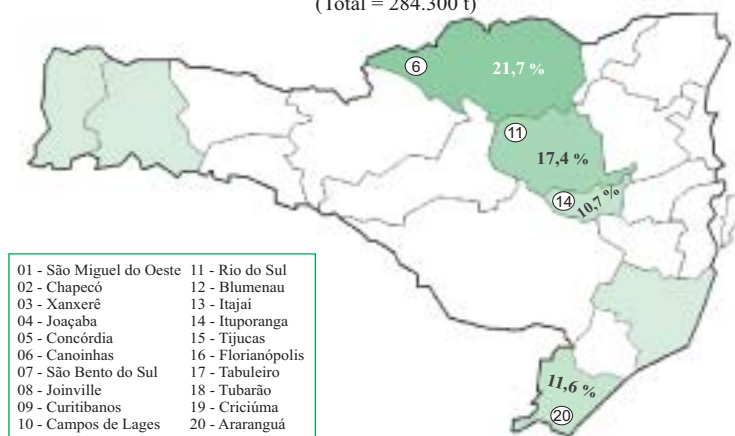 (Total = 284.300 t)
6
21,7 %
11
17,4 %
14
10,7 %
11,6 %
20
01 - São Miguel do Oeste
02 - Chapecó
03 - Xanxerê
04 - Joaçaba
05 - Concórdia
06 - Canoinhas
07 - São Bento do Sul
08 - Joinville
09 - Curitibanos
10 - Campos de Lages
11 - Rio do Sul
12 - Blumenau
13 - Itajaí
14 - Ituporanga
15 - Tijucas
16 - Florianópolis
17 - Tabuleiro
18 - Tubarão
19 - Criciúma
20 - Araranguá